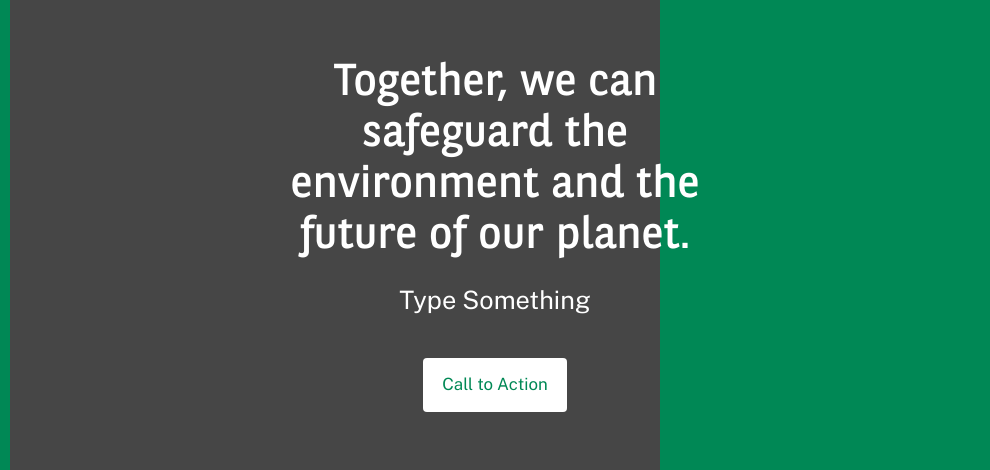 Together, we can
safeguard the
environment and the
future of our planet.
Type Something
Call to Action